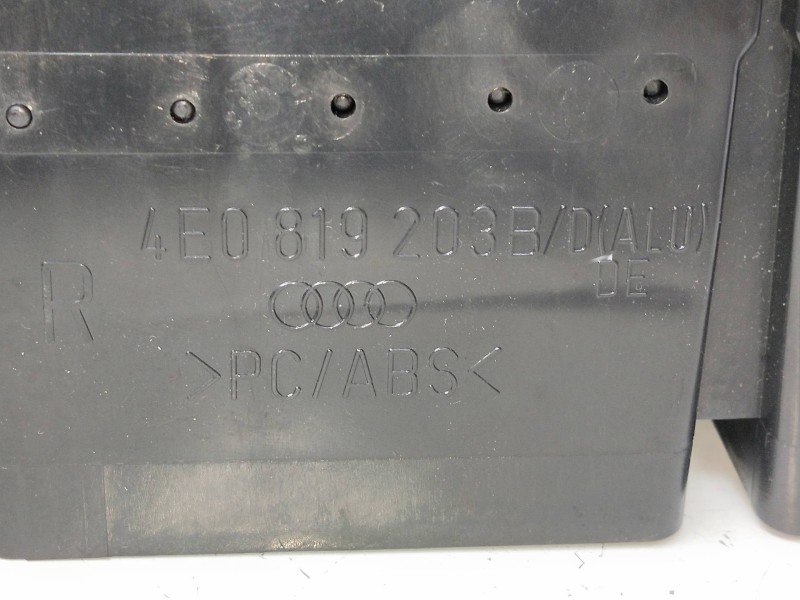 4E0 819 203B/D(ALU)
DE
R
>PC/ABS<